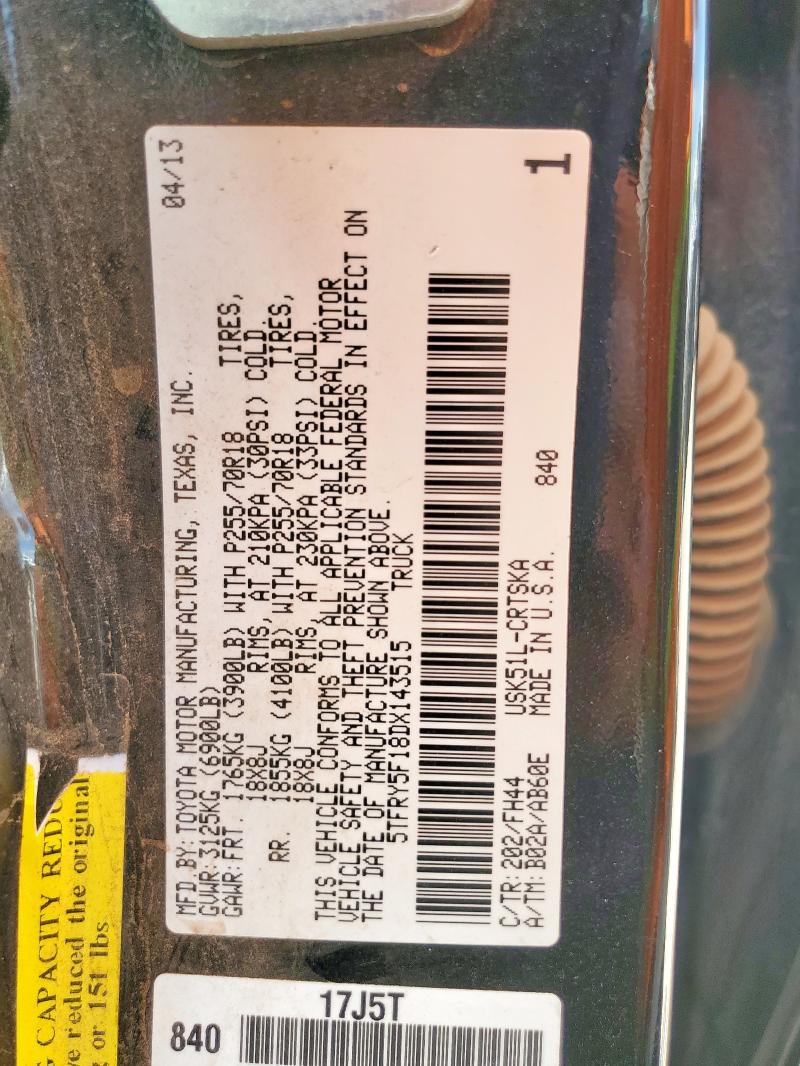 MFD BY: TOYOTA MOTOR MANUFACTURING, TEXAS, INC. 04/13
GVWR: 3125KG (6900LB)
GAWR: FRT. 1765KG (3900LB) WITH P255/70R18 TIRES,
18X8J RIMS, AT 210KPA (30PSI) COLD.
RR. 1855KG (4100LB) WITH P255/70R18 TIRES,
18X8J RIMS, AT 230KPA (33PSI) COLD.
THIS VEHICLE CONFORMS TO ALL APPLICABLE FEDERAL MOTOR
VEHICLE SAFETY AND THEFT PREVENTION STANDARDS IN EFFECT ON
THE DATE OF MANUFACTURE SHOWN ABOVE.
5TFRY5F18DX143515 TRUCK
C/TR: 202/FH44 USK51L-CRTSKA
A/TM: B02A/AB60E MADE IN U.S.A. 840
1
CAPACITY
reduced the original
or 151 lbs
17J5T
840